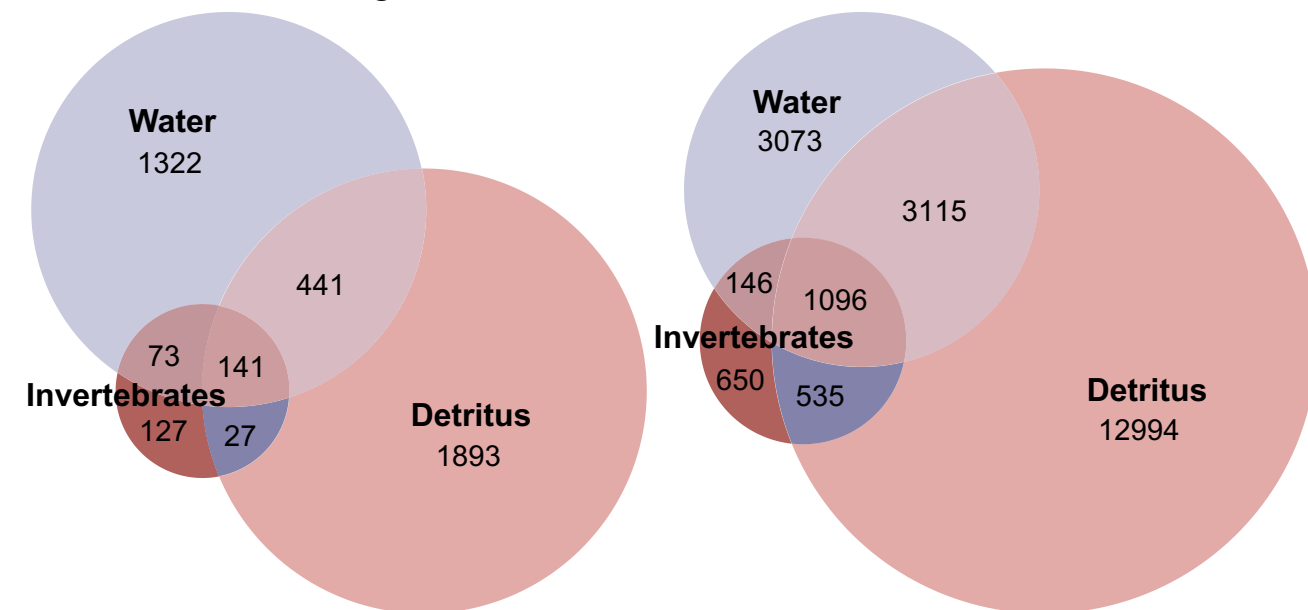 Water
1322
441
73
141
Invertebrates
127
27
Detritus
1893
Water
3073
3115
146
1096
Invertebrates
650
535
Detritus
12994